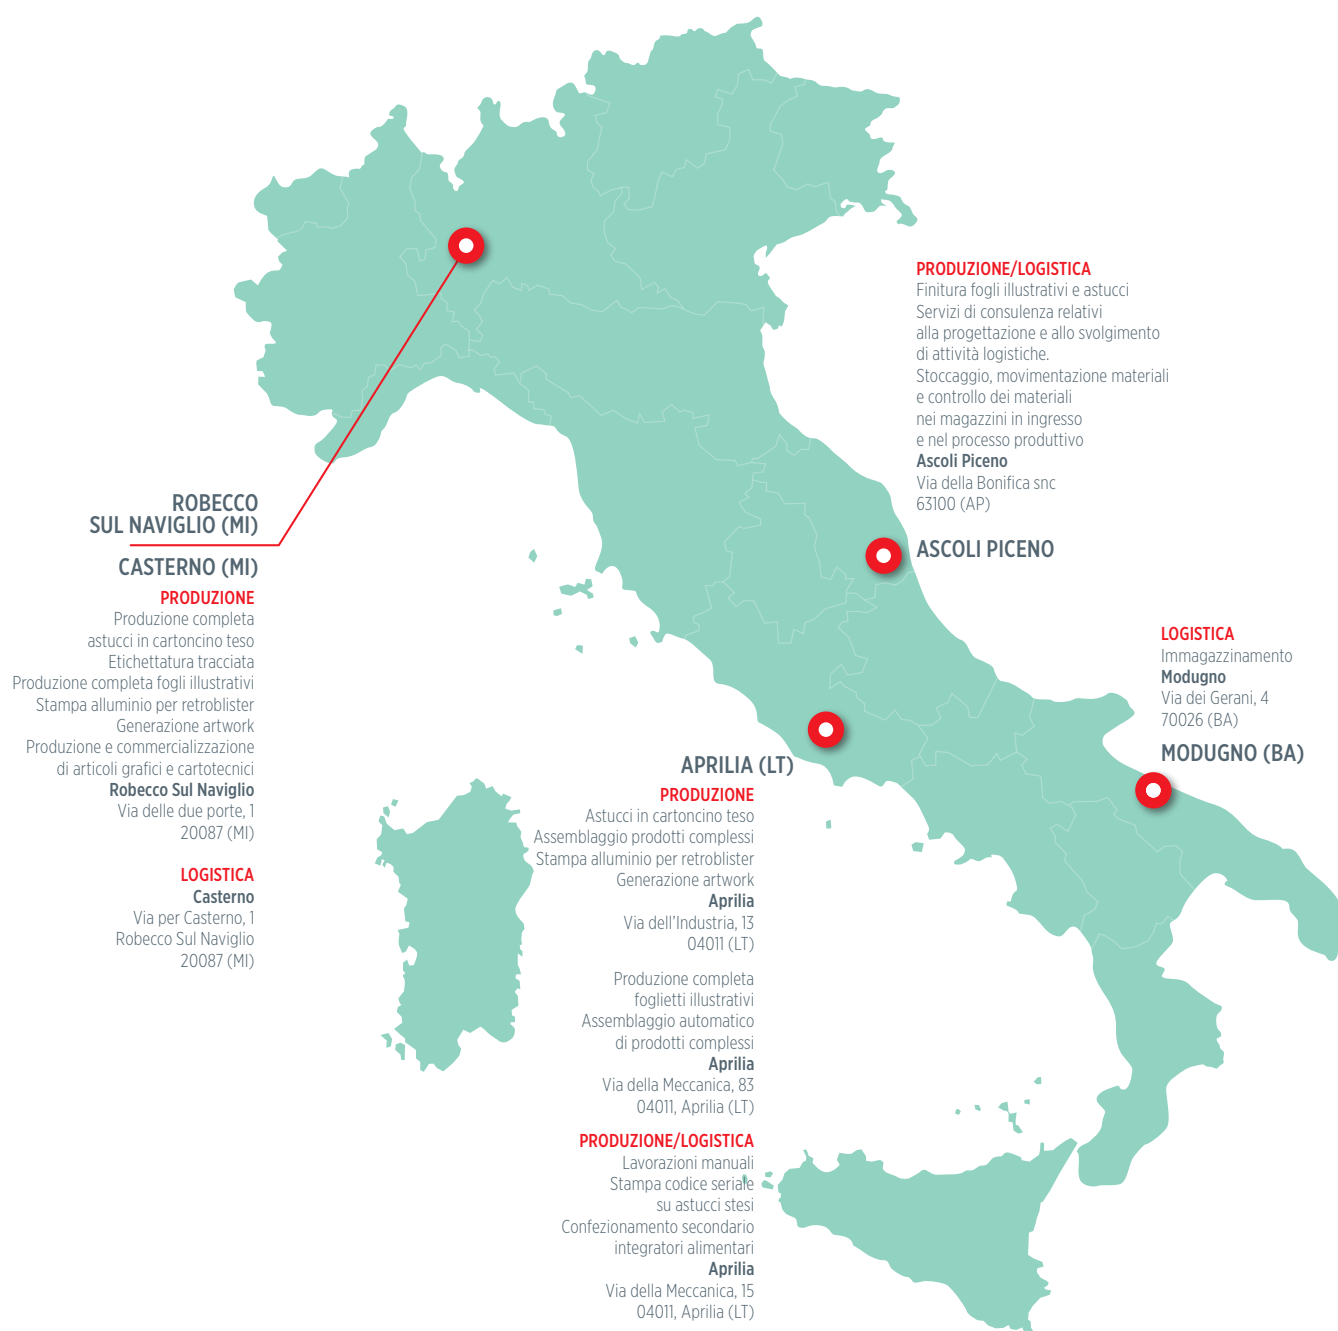 ROBECCO
SUL NAVIGLIO (MI)
CASTERNO (MI)
PRODUZIONE
Produzione completa
astucci in cartoncino teso
Etichettatura tracciata
Produzione completa fogli illustrativi
Stampa alluminio per retroblister
Generazione artwork
Produzione e commercializzazione
di articoli grafici e cartotecnici
Robecco Sul Naviglio
Via delle due porte, 1
20087 (MI)
LOGISTICA
Casterno
Via per Casterno, 1
Robecco Sul Naviglio
20087 (MI)
APRILIA (LT)
PRODUZIONE
Astucci in cartoncino teso
Assemblaggio prodotti complessi
Stampa alluminio per retroblister
Generazione artwork
Aprilia
Via dell'Industria, 13
04011 (LT)
Produzione completa
foglietti illustrativi
Assemblaggio automatico
di prodotti complessi
Aprilia
Via della Meccanica, 83
04011, Aprilia (LT)
PRODUZIONE/LOGISTICA
Lavorazioni manuali
Stampa codice seriale
su astucci stesi
Confezionamento secondario
integratori alimentari
Aprilia
Via della Meccanica, 15
04011, Aprilia (LT)
PRODUZIONE/LOGISTICA
Finitura fogli illustrativi e astucci
Servizi di consulenza relativi
alla progettazione e allo svolgimento
di attività logistiche.
Stoccaggio, movimentazione materiali
e controllo dei materiali
nei magazzini in ingresso
e nel processo produttivo
Ascoli Piceno
Via della Bonifica snc
63100 (AP)
ASCOLI PICENO
LOGISTICA
Immagazzinamento
Modugno
Via dei Gerani, 4
70026 (BA)
MODUGNO (BA)